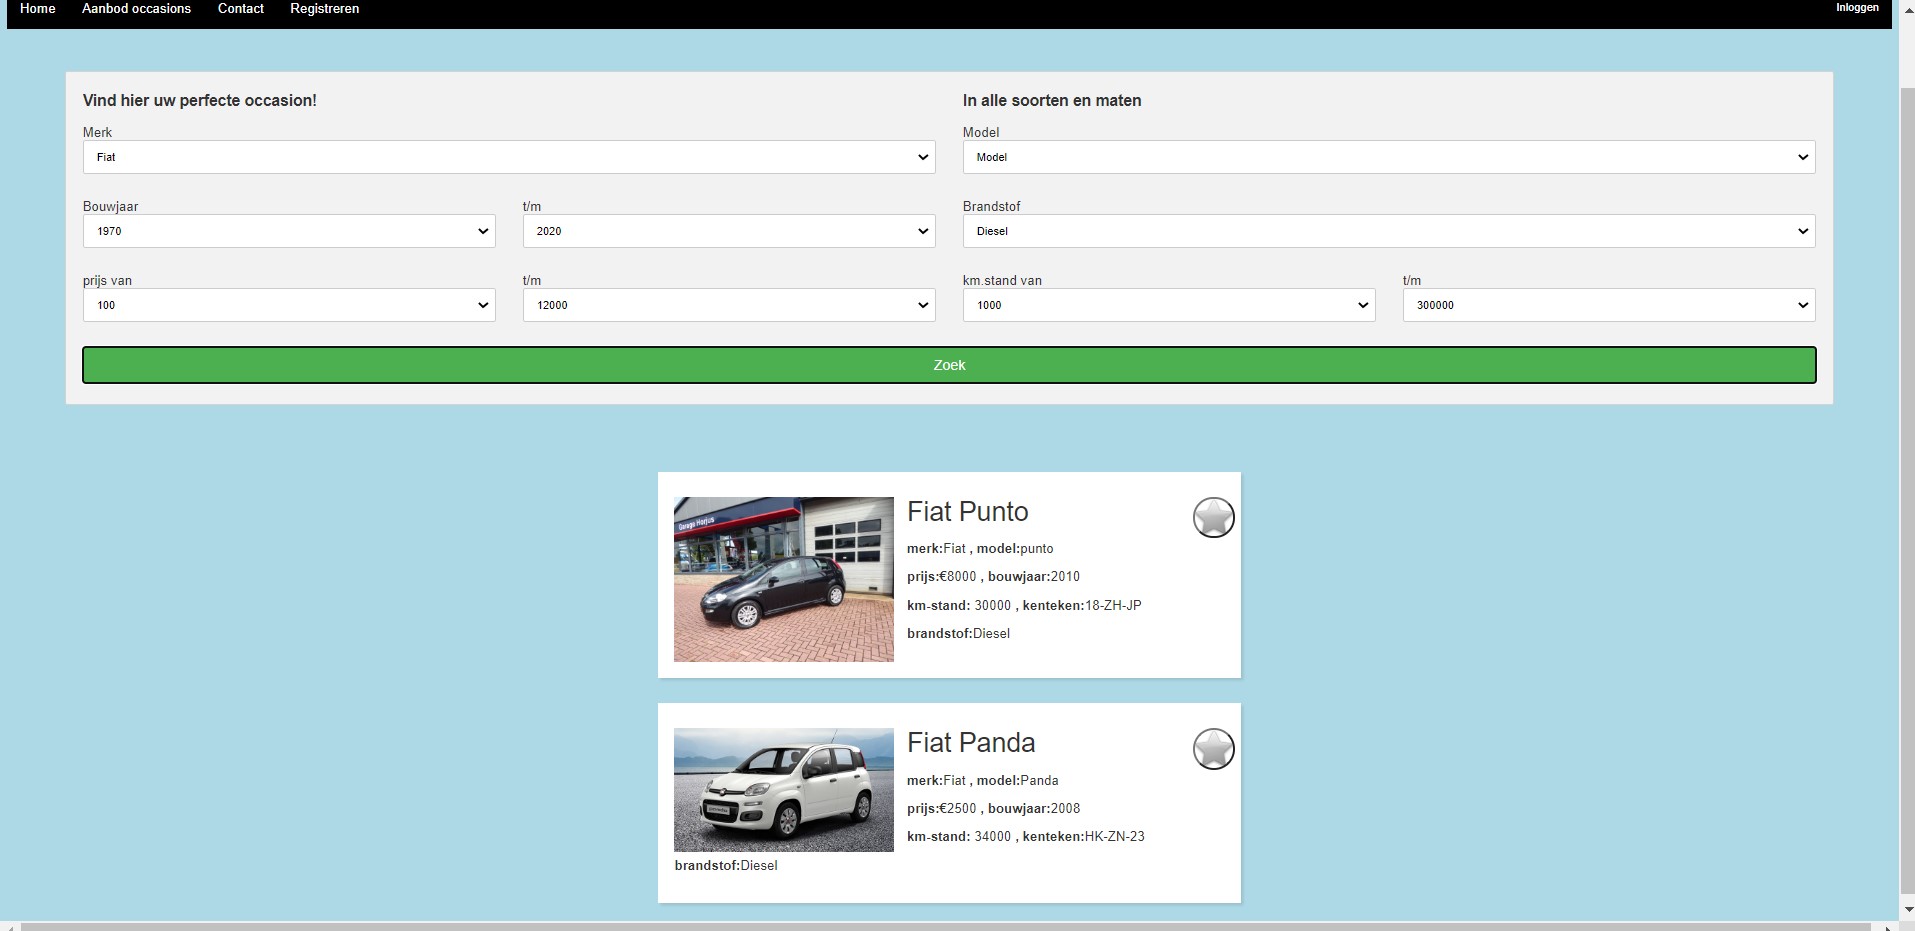 Home Aanbod occasions Contact Registreren Inloggen
Vind hier uw perfecte occasion! In alle soorten en maten
Merk Model
Fiat Model
Bouwjaar t/m Brandstof
1970 2020 Diesel
prijs van t/m km.stand van t/m
100 12000 1000 300000
Zoek
Garage Horjus
Fiat Punto
merk:Fiat , model:punto
prijs:€8000 , bouwjaar:2010
km-stand: 30000 , kenteken:18-ZH-JP
brandstof:Diesel
Fiat Panda
merk:Fiat , model:Panda
prijs:€2500 , bouwjaar:2008
km-stand: 34000 , kenteken:HK-ZN-23
brandstof:Diesel